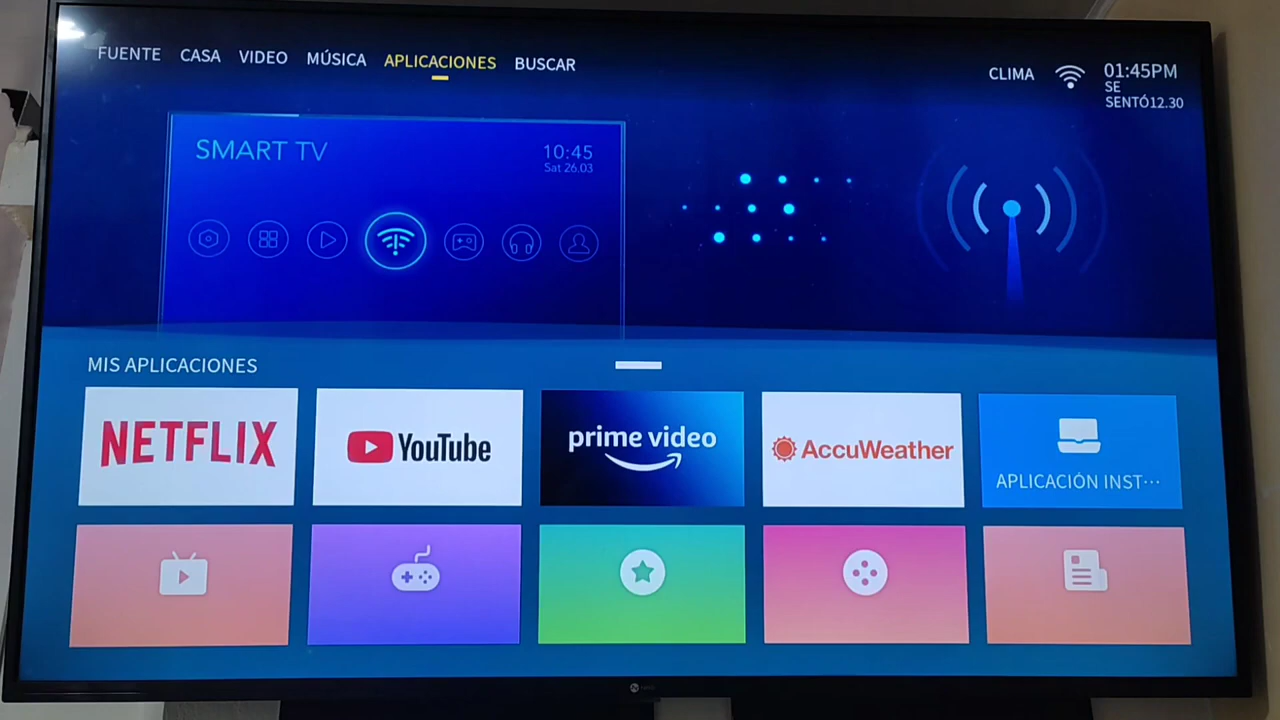 FUENTE CASA VIDEO MÚSICA APLICACIONES BUSCAR
CLIMA
01:45PM
SE
SENTÓ12.30
SMART TV
10:45
Sat 26.03
MIS APLICACIONES
NETFLIX
YouTube
prime video
AccuWeather
APLICACIÓN INST···